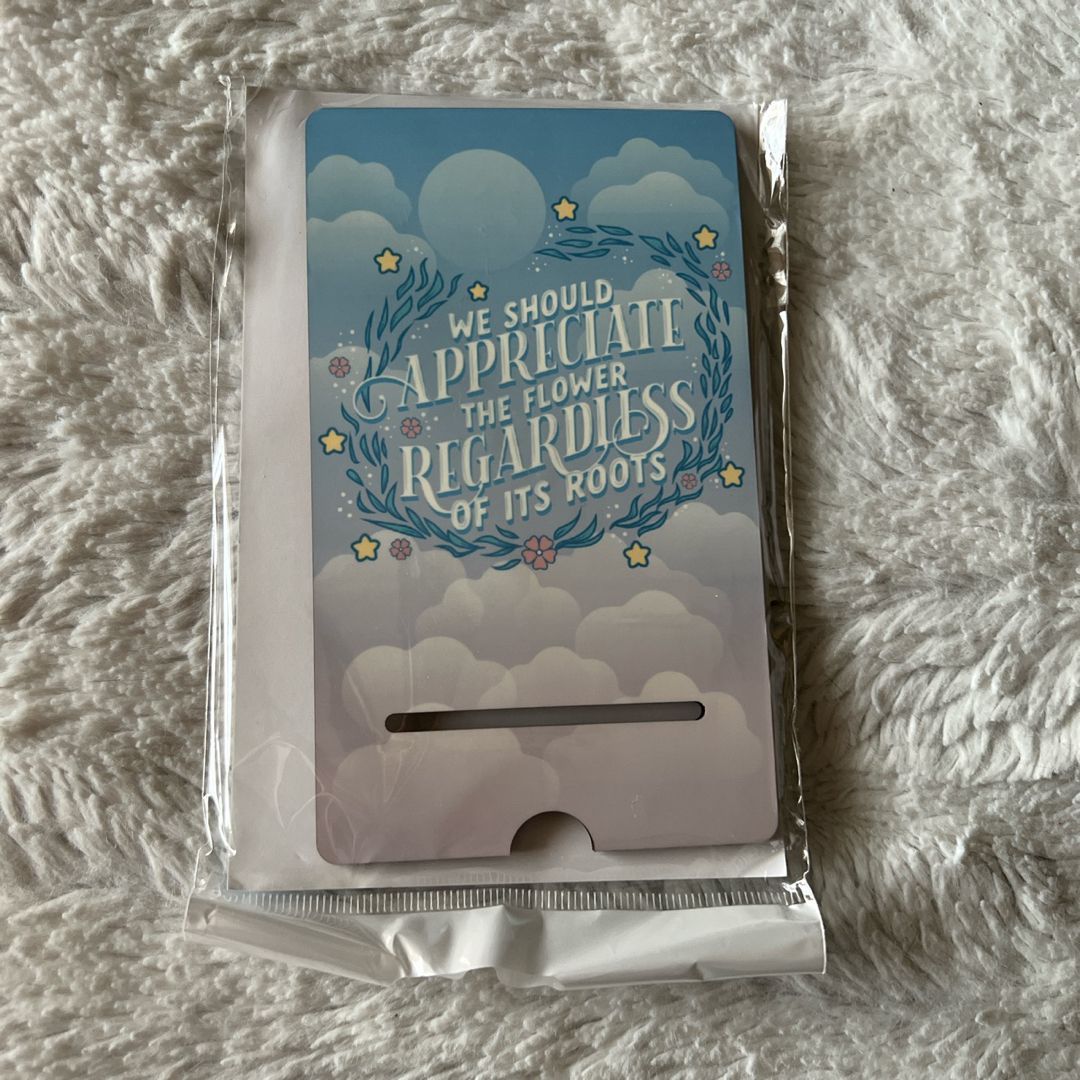 WE SHOULD
APPRECIATE
THE FLOWER
REGARDLESS
OF ITS ROOTS